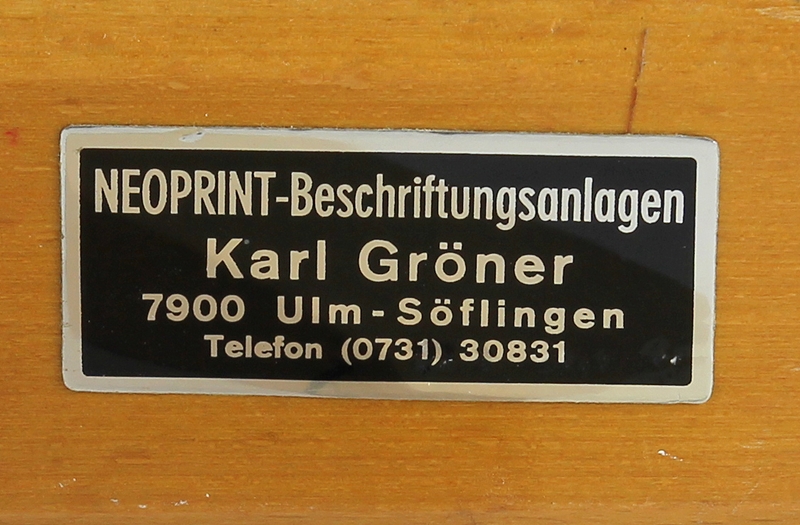 NEOPRINT-Beschriftungsanlagen
Karl Gröner
7900 Ulm-Söflingen
Telefon (0731) 30831